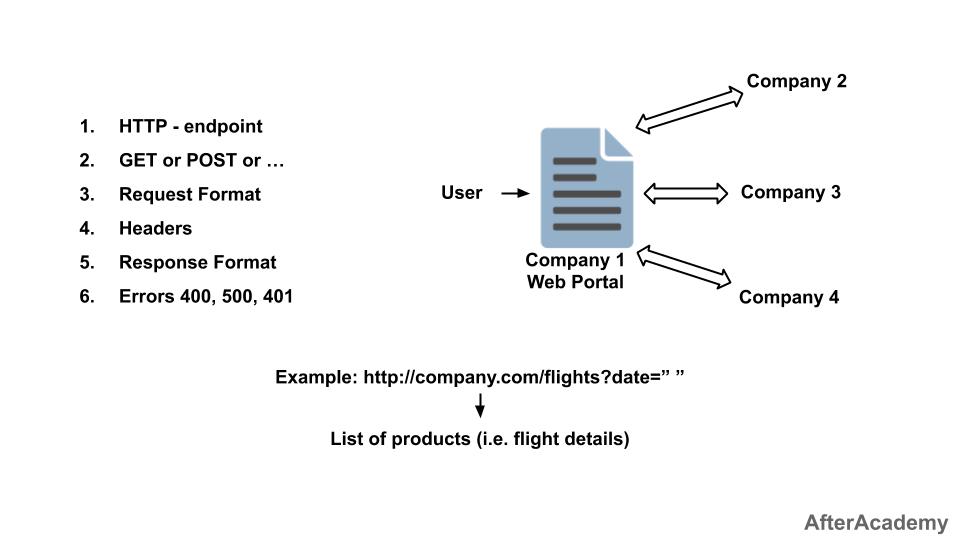 1. HTTP - endpoint
2. GET or POST or …
3. Request Format
4. Headers
5. Response Format
6. Errors 400, 500, 401
User
Company 1
Web Portal
Company 2
Company 3
Company 4
Example: http://company.com/flights?date=” ”
List of products (i.e. flight details)
AfterAcademy